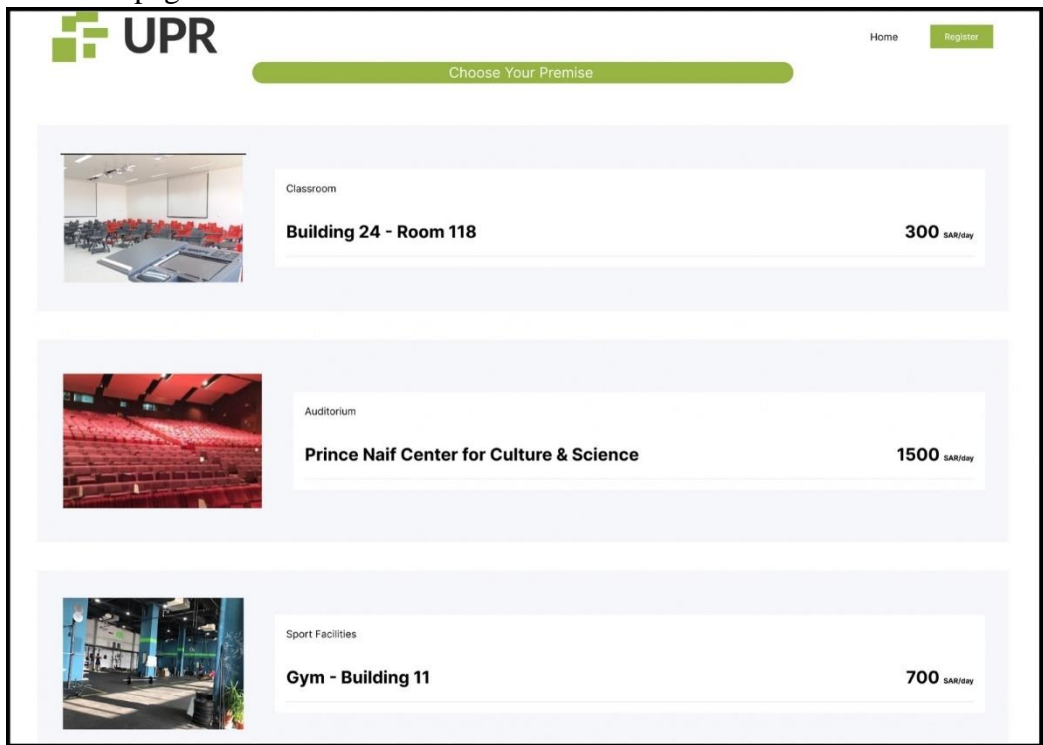 UPR
Home
Register
Choose Your Premise
Classroom
Building 24 - Room 118
300 SAR/day
Auditorium
Prince Naif Center for Culture & Science
1500 SAR/day
Sport Facilities
Gym - Building 11
700 SAR/day